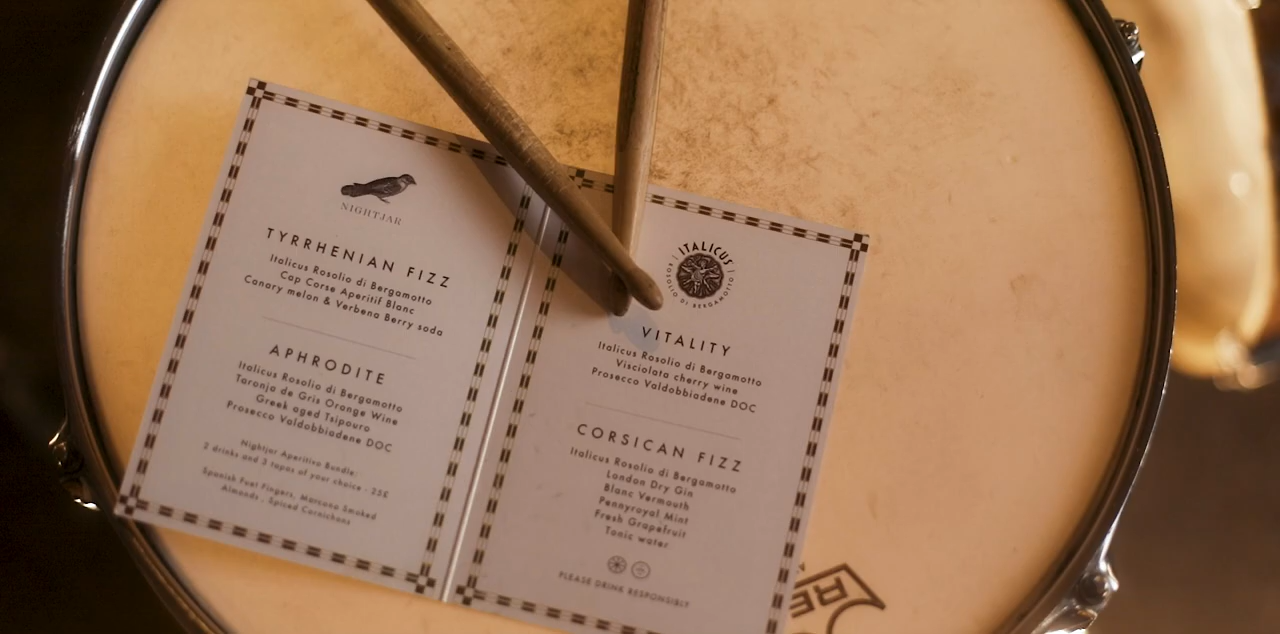 NIGHTJAR
TYRRHENIAN FIZZ
Italicus Rosolio di Bergamotto
Cap Corse Aperitif Blanc
Canary melon & Verbena Berry soda
APHRODITE
Italicus Rosolio di Bergamotto
Taronja de Gris Orange Wine
Greek aged Tsipouro
Prosecco Valdobbiadene DOC
Nightjar Aperitivo Bundle:
2 drinks and 3 tapas of your choice - 25£
Spanish Fuet Fingers, Marcona Smoked
Almonds , Spiced Cornichons
ITALICUS
ROSOLIO DI BERGAMOTTO
VITALITY
Italicus Rosolio di Bergamotto
Visciolata cherry wine
Prosecco Valdobbiadene DOC
CORSICAN FIZZ
Italicus Rosolio di Bergamotto
London Dry Gin
Blanc Vermouth
Pennyroyal Mint
Fresh Grapefruit
Tonic water
PLEASE DRINK RESPONSIBLY